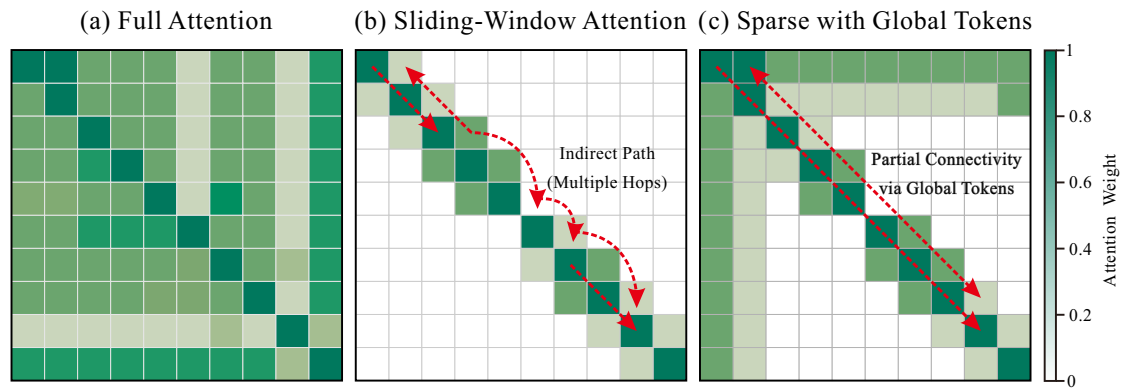 (a) Full Attention
(b) Sliding-Window Attention
(c) Sparse with Global Tokens
Indirect Path
(Multiple Hops)
Partial Connectivity
via Global Tokens
1
0.8
0.6
0.4
0.2
0
Attention Weight